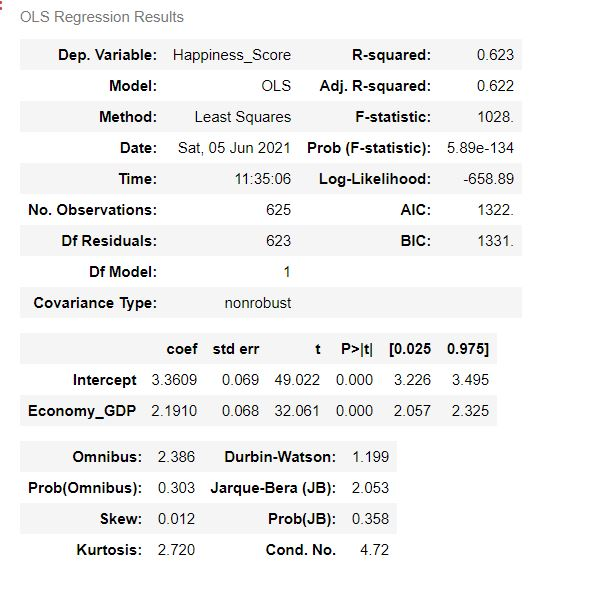 OLS Regression Results
Dep. Variable: Happiness_Score R-squared: 0.623
Model: OLS Adj. R-squared: 0.622
Method: Least Squares F-statistic: 1028.
Date: Sat, 05 Jun 2021 Prob (F-statistic): 5.89e-134
Time: 11:35:06 Log-Likelihood: -658.89
No. Observations: 625 AIC: 1322.
Df Residuals: 623 BIC: 1331.
Df Model: 1
Covariance Type: nonrobust
coef std err t P>|t| [0.025 0.975]
Intercept 3.3609 0.069 49.022 0.000 3.226 3.495
Economy_GDP 2.1910 0.068 32.061 0.000 2.057 2.325
Omnibus: 2.386 Durbin-Watson: 1.199
Prob(Omnibus): 0.303 Jarque-Bera (JB): 2.053
Skew: 0.012 Prob(JB): 0.358
Kurtosis: 2.720 Cond. No. 4.72